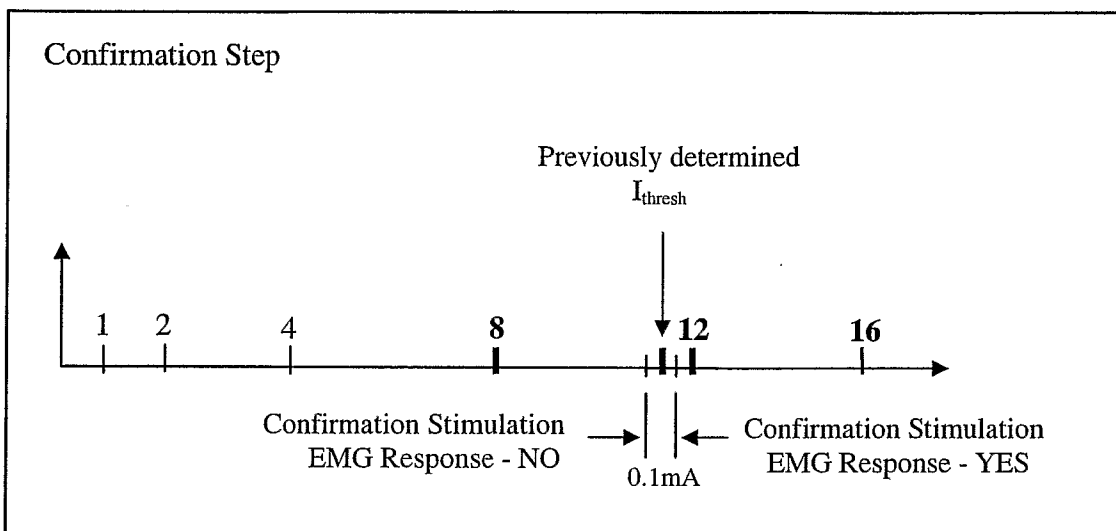 Confirmation Step
Previously determined
Ithresh
1 2 4 8 12 16
Confirmation Stimulation
EMG Response - NO
0.1mA
Confirmation Stimulation
EMG Response - YES